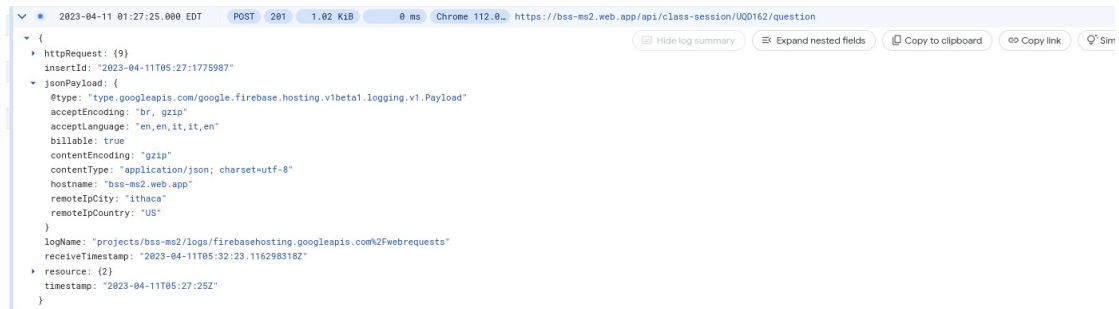 2023-04-11 01:27:25.000 EDT POST 201 1.02 KiB 0 ms Chrome 112.0… https://bss-ms2.web.app/api/class-session/UQD162/question
{
Hide log summary Expand nested fields Copy to clipboard Copy link Sim
httpRequest: {9}
insertId: "2023-04-11T05:27:1775987"
jsonPayload: {
@type: "type.googleapis.com/google.firebase.hosting.v1beta1.logging.v1.Payload"
acceptEncoding: "br, gzip"
acceptLanguage: "en,en,it,it,en"
billable: true
contentEncoding: "gzip"
contentType: "application/json; charset=utf-8"
hostname: "bss-ms2.web.app"
remoteIpCity: "ithaca"
remoteIpCountry: "US"
}
logName: "projects/bss-ms2/logs/firebasehosting.googleapis.com%2Fwebrequests"
receiveTimestamp: "2023-04-11T05:32:23.116298318Z"
resource: {2}
timestamp: "2023-04-11T05:27:25Z"
}